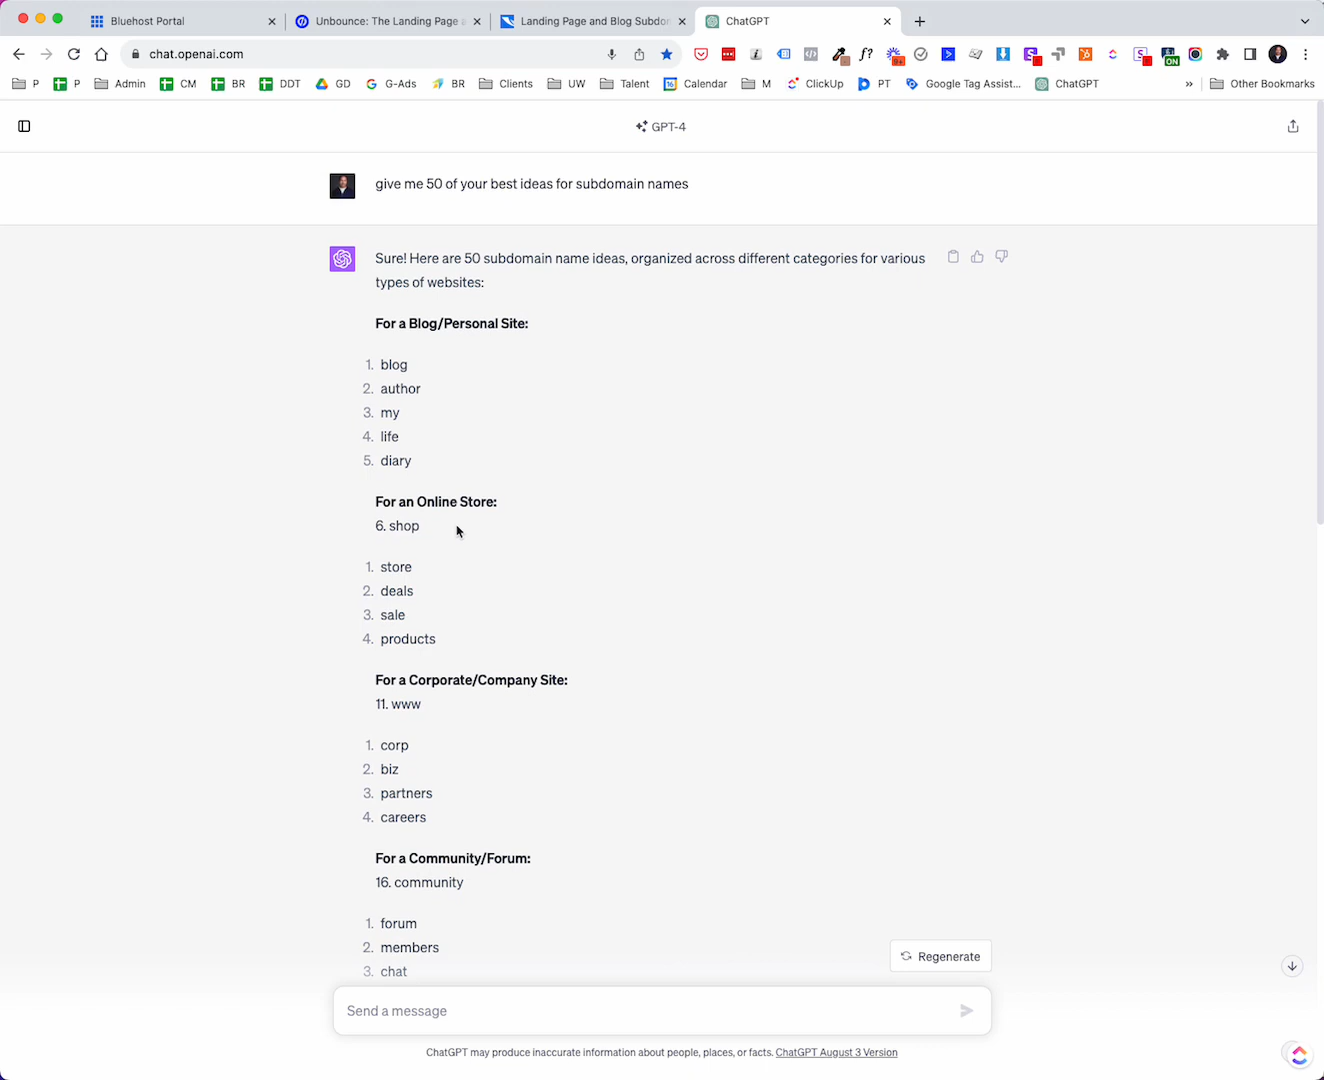 Bluehost Portal
Unbounce: The Landing Page a
Landing Page and Blog Subdor
ChatGPT
chat.openai.com
P
P
Admin
CM
BR
DDT
GD
G-Ads
BR
Clients
UW
Talent
Calendar
M
ClickUp
PT
Google Tag Assist...
ChatGPT
»
Other Bookmarks
GPT-4
give me 50 of your best ideas for subdomain names
Sure! Here are 50 subdomain name ideas, organized across different categories for various
types of websites:
For a Blog/Personal Site:
1. blog
2. author
3. my
4. life
5. diary
For an Online Store:
6. shop
1. store
2. deals
3. sale
4. products
For a Corporate/Company Site:
11. www
1. corp
2. biz
3. partners
4. careers
For a Community/Forum:
16. community
1. forum
2. members
3. chat
Regenerate
Send a message
ChatGPT may produce inaccurate information about people, places, or facts. ChatGPT August 3 Version